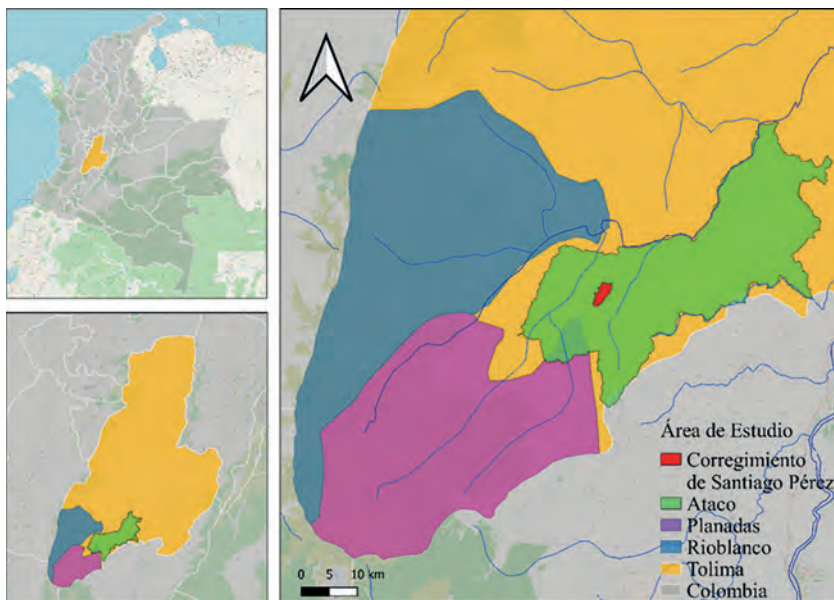 Área de Estudio
Corregimiento
de Santiago Pérez
Ataco
Planadas
Rioblanco
Tolima
Colombia
0 5 10 km